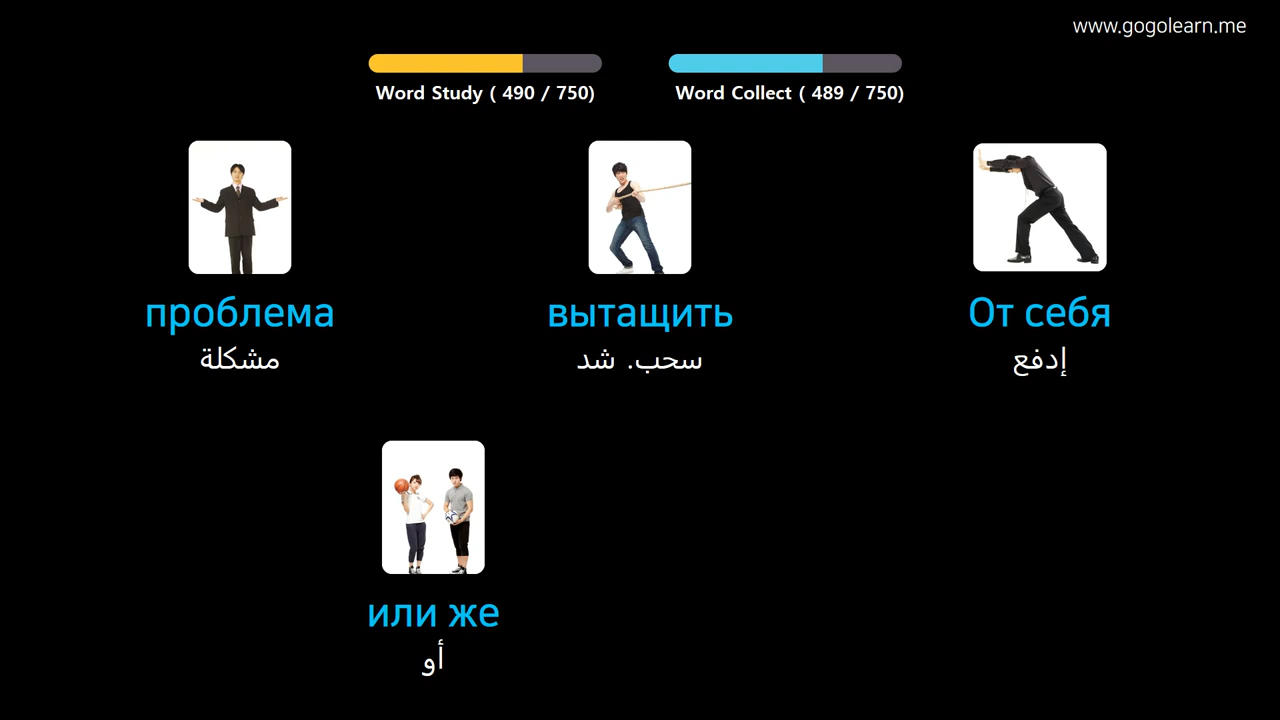 www.gogolearn.me
Word Study ( 490 / 750)
Word Collect ( 489 / 750)
проблема
مشكلة
вытащить
سحب. شد
От себя
إدفع
или же
أو